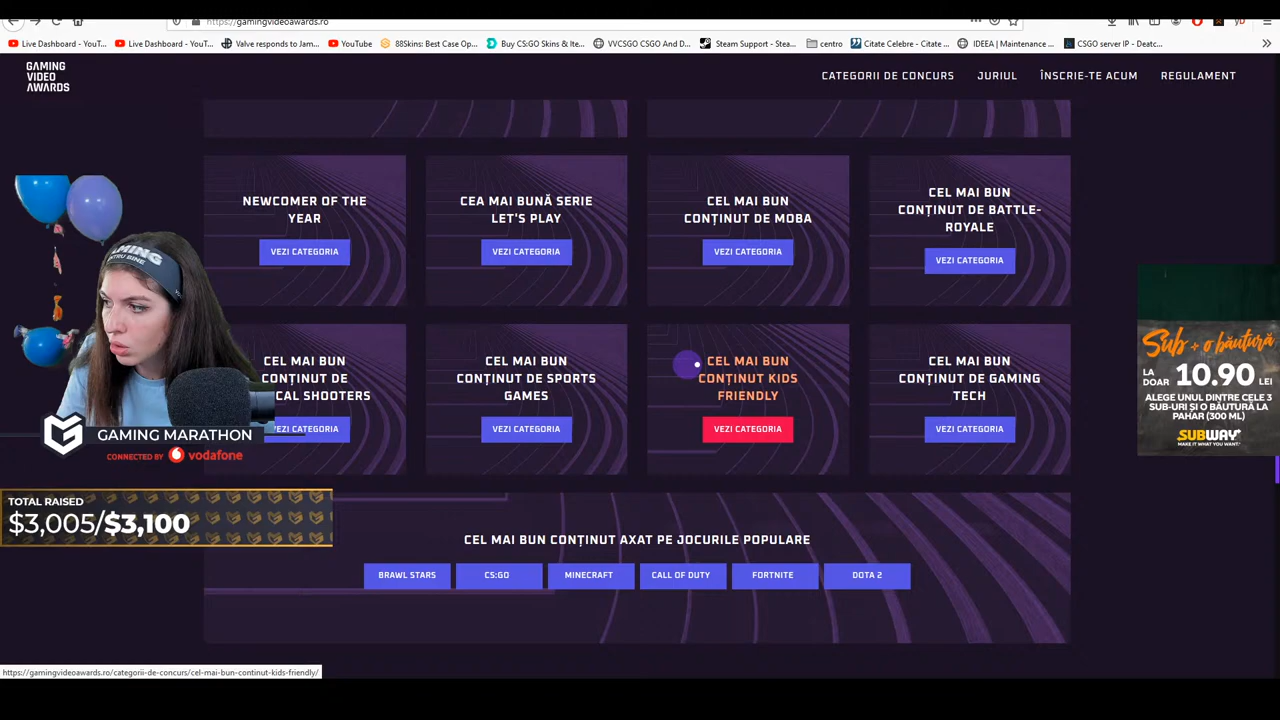 https://gamingvideoawards.ro
Live Dashboard - YouT...
Live Dashboard - YouT...
Valve responds to Jam...
YouTube
88Skins: Best Case Op...
Buy CS:GO Skins & Ite...
VVCSGO CSGO And D...
Steam Support - Stea...
centro
Citate Celebre - Citate ...
IDEEA | Maintenance ...
CSGO server IP - Deatc...
GAMING
VIDEO
AWARDS
CATEGORII DE CONCURS
JURIUL
ÎNSCRIE-TE ACUM
REGULAMENT
NEWCOMER OF THE
YEAR
VEZI CATEGORIA
CEA MAI BUNĂ SERIE
LET'S PLAY
VEZI CATEGORIA
CEL MAI BUN
CONȚINUT DE MOBA
VEZI CATEGORIA
CEL MAI BUN
CONȚINUT DE BATTLE-
ROYALE
VEZI CATEGORIA
CEL MAI BUN
CONȚINUT DE
CAL SHOOTERS
VEZI CATEGORIA
CEL MAI BUN
CONȚINUT DE SPORTS
GAMES
VEZI CATEGORIA
CEL MAI BUN
CONȚINUT KIDS
FRIENDLY
VEZI CATEGORIA
CEL MAI BUN
CONȚINUT DE GAMING
TECH
VEZI CATEGORIA
GAMING MARATHON
CONNECTED BY vodafone
TOTAL RAISED
$3,005/$3,100
CEL MAI BUN CONȚINUT AXAT PE JOCURILE POPULARE
BRAWL STARS
CS:GO
MINECRAFT
CALL OF DUTY
FORTNITE
DOTA 2
Sub + o băutură
LA
DOAR 10.90 LEI
ALEGE UNUL DINTRE CELE 3
SUB-URI ȘI O BĂUTURĂ LA
PAHAR (300 ML)
SUBWAY
MAKE IT WHAT YOU WANT.
https://gamingvideoawards.ro/categorii-de-concurs/cel-mai-bun-continut-kids-friendly/